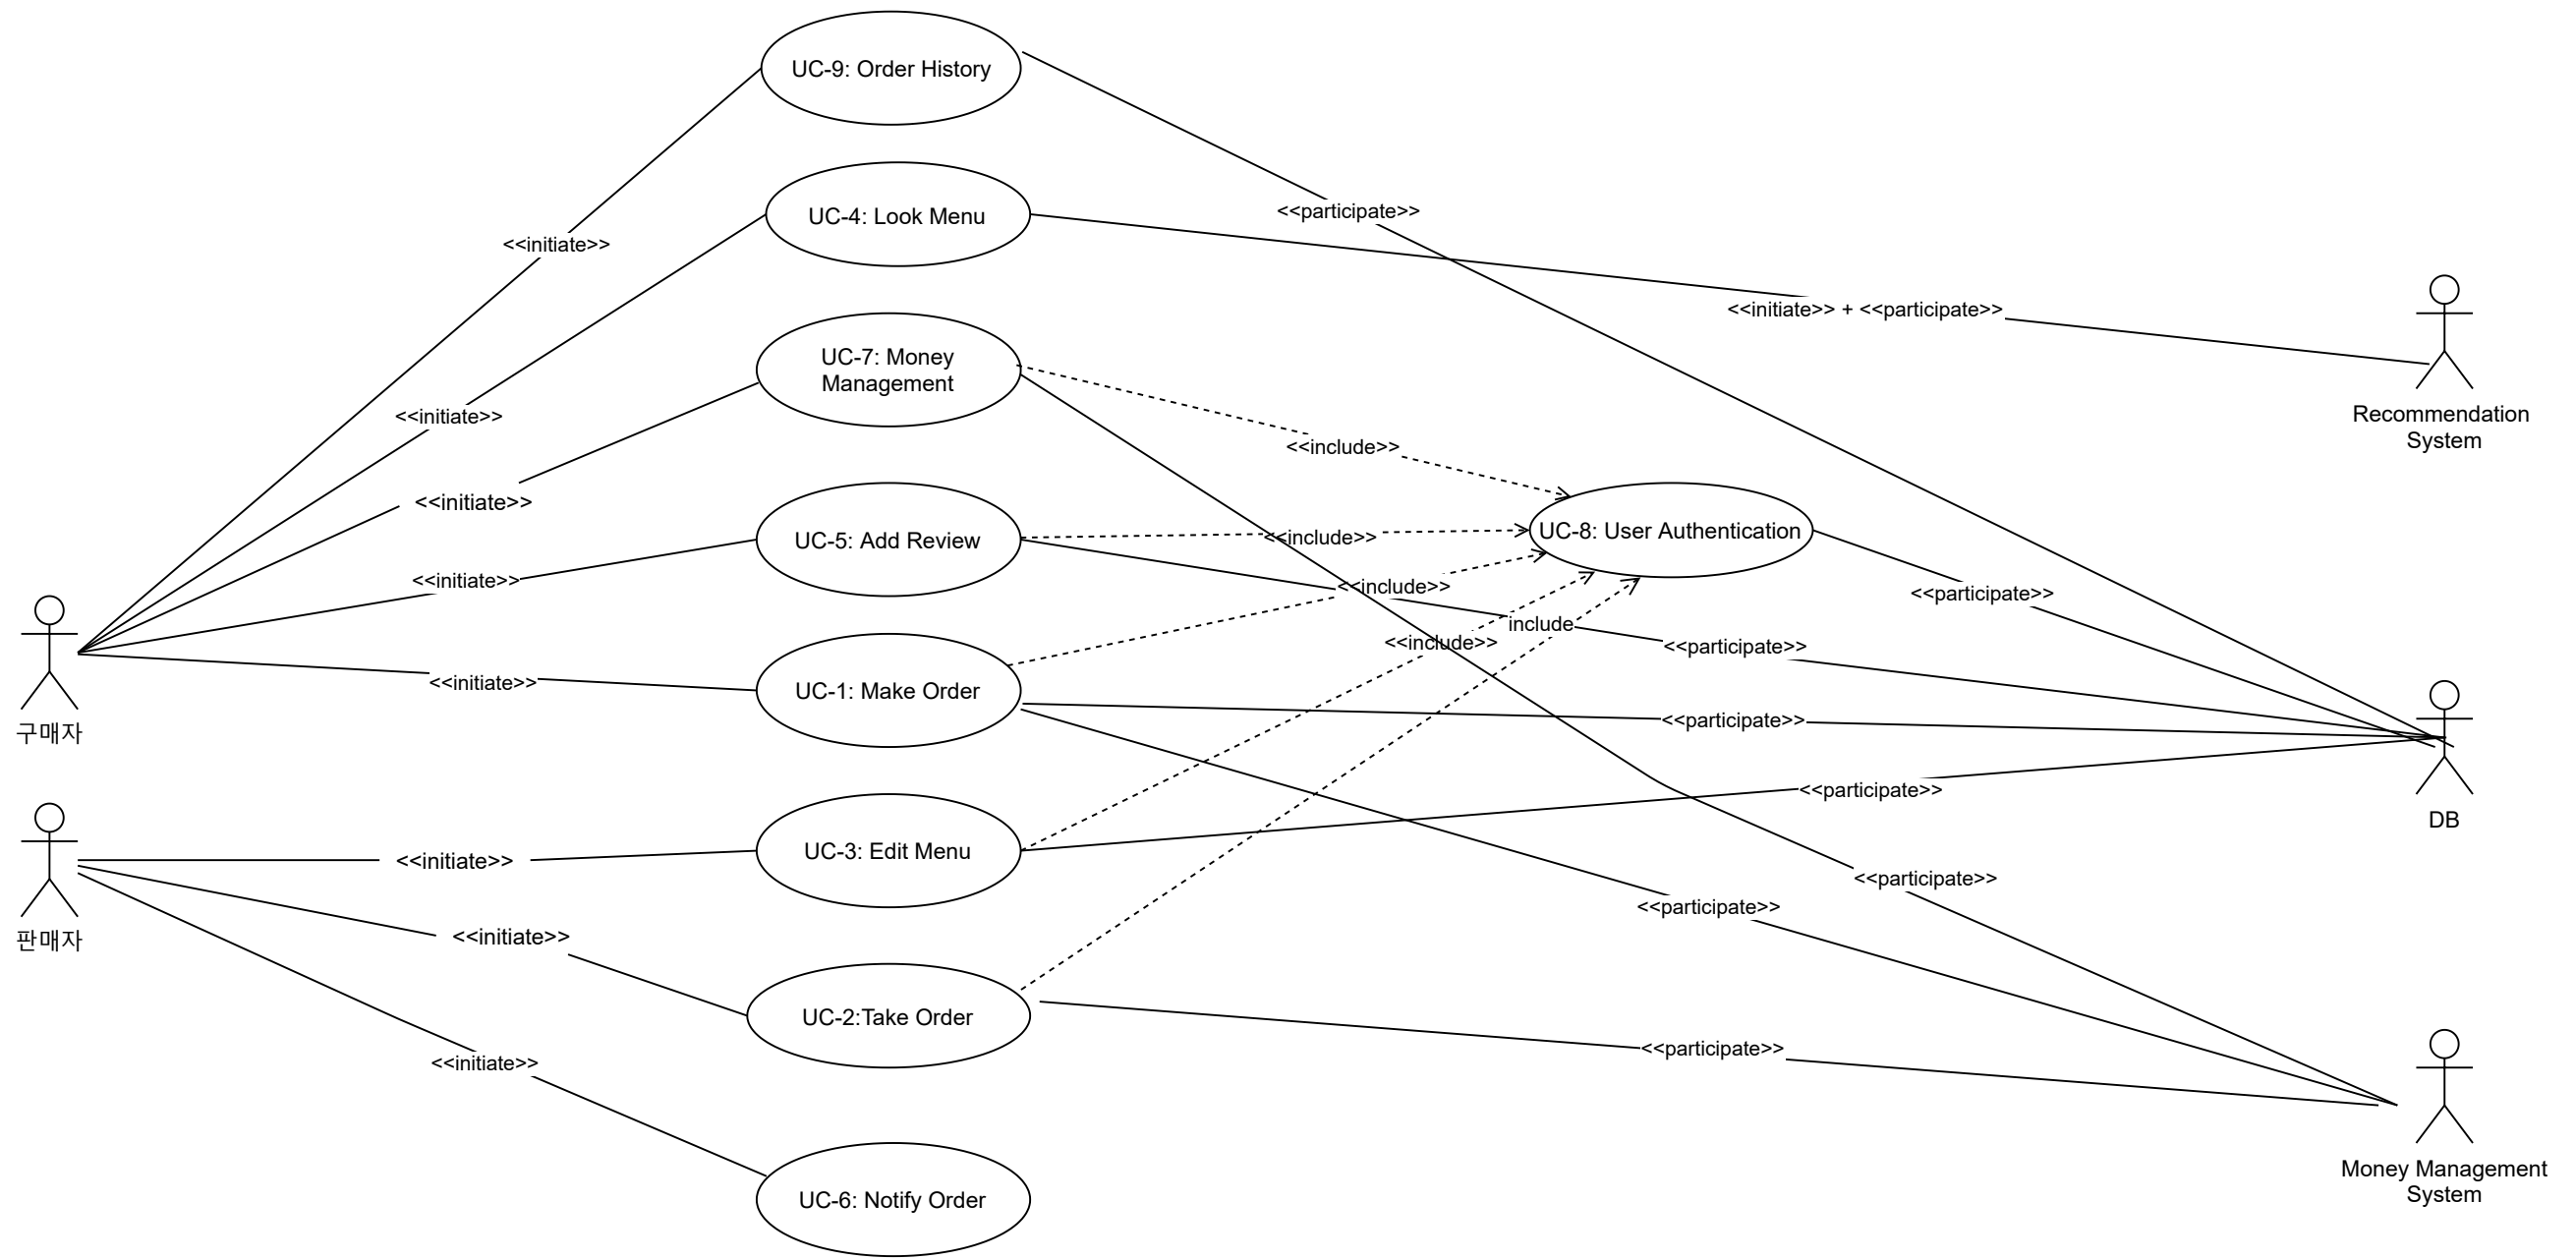 UC-9: Order History
<<participate>>
UC-4: Look Menu
<<initiate>>
<<initiate>> + <<participate>>
UC-7: Money
Management
<<initiate>>
Recommendation
System
<<include>>
<<initiate>>
UC-8: User Authentication
<<include>>
UC-5: Add Review
<<initiate>>
<<include>>
<<participate>>
include
<<include>>
<<participate>>
<<initiate>>
UC-1: Make Order
<<participate>>
구매자
<<participate>>
DB
UC-3: Edit Menu
<<initiate>>
<<participate>>
<<participate>>
판매자
<<initiate>>
UC-2:Take Order
<<participate>>
<<initiate>>
Money Management
System
UC-6: Notify Order